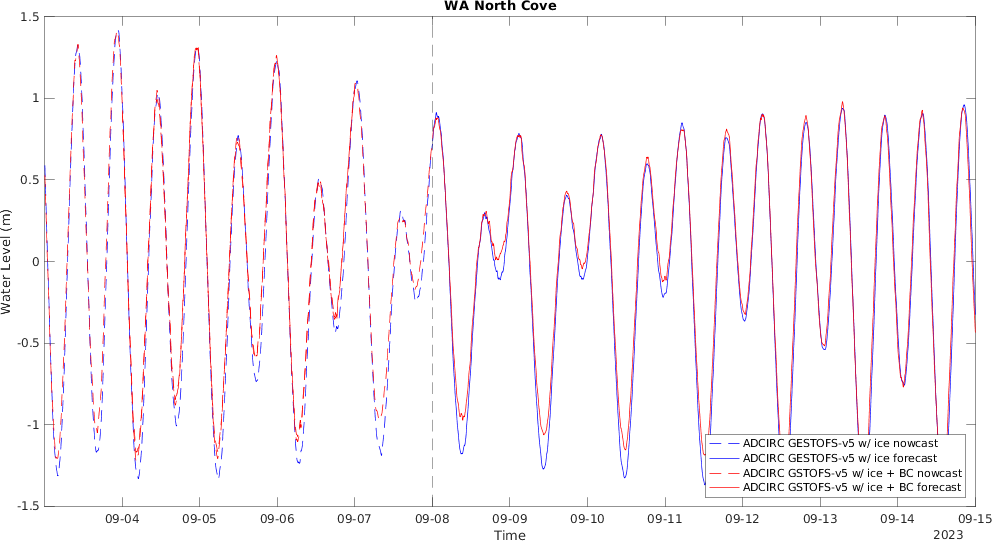 WA North Cove
1.5
1
0.5
0
-0.5
-1
-1.5
Water Level (m)
ADCIRC GESTOFS-v5 w/ ice nowcast
ADCIRC GESTOFS-v5 w/ ice forecast
ADCIRC GSTOFS-v5 w/ ice + BC nowcast
ADCIRC GSTOFS-v5 w/ ice + BC forecast
09-04 09-05 09-06 09-07 09-08 09-09 09-10 09-11 09-12 09-13 09-14 09-15
Time
2023